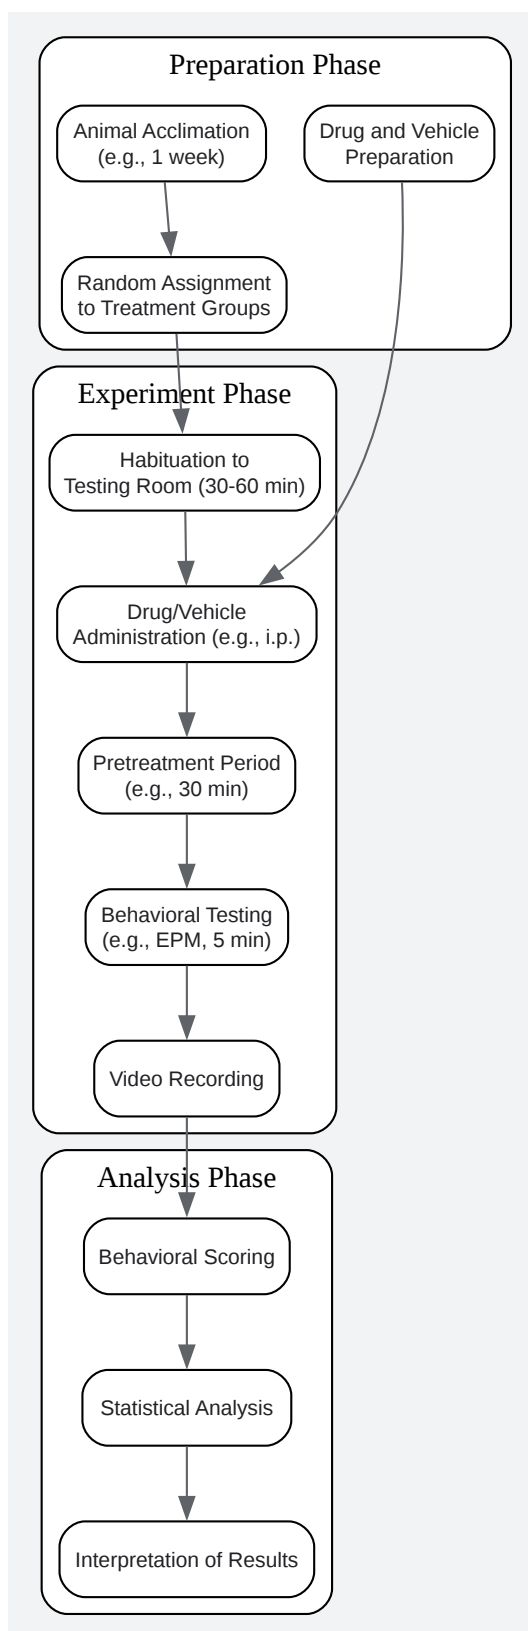 Preparation Phase
Animal Acclimation
(e.g., 1 week)
Drug and Vehicle
Preparation
Random Assignment
to Treatment Groups
Experiment Phase
Habituation to
Testing Room (30-60 min)
Drug/Vehicle
Administration (e.g., i.p.)
Pretreatment Period
(e.g., 30 min)
Behavioral Testing
(e.g., EPM, 5 min)
Video Recording
Analysis Phase
Behavioral Scoring
Statistical Analysis
Interpretation of Results